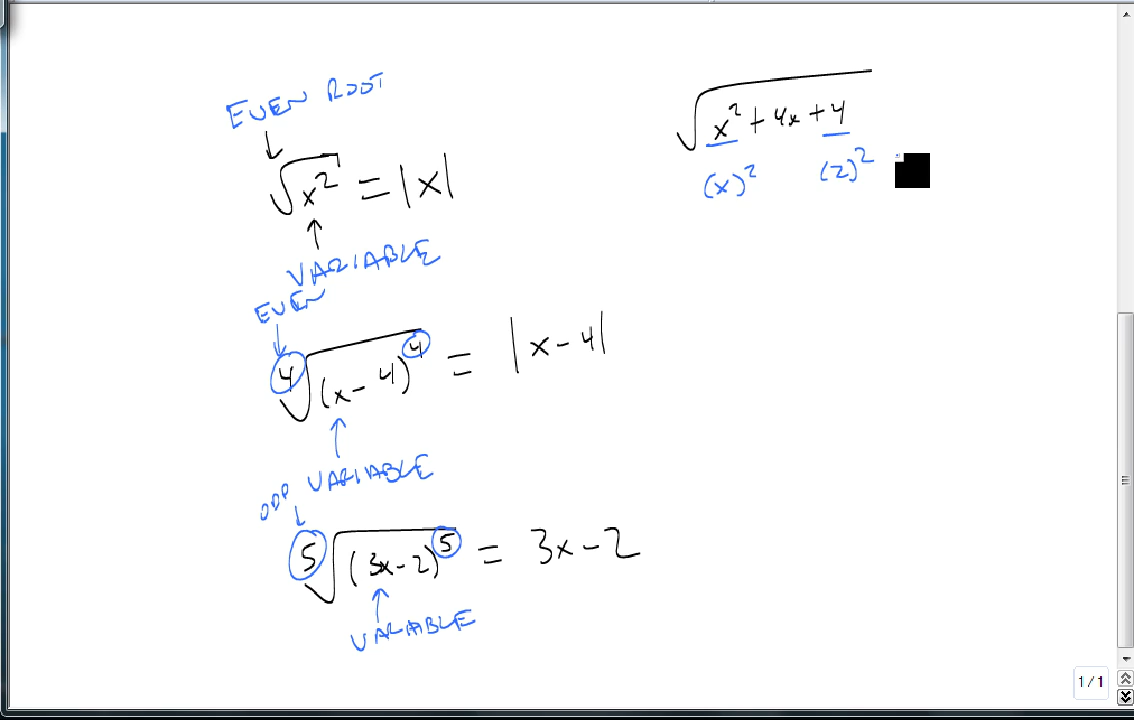 EVEN ROOT
√x² = |x|
VARIABLE
EVEN
⁴√(x-4)⁴ = |x-4|
VARIABLE
ODD
⁵√(3x-2)⁵ = 3x-2
VARIABLE
√x²+4x+4
(x)² (2)²
1/1